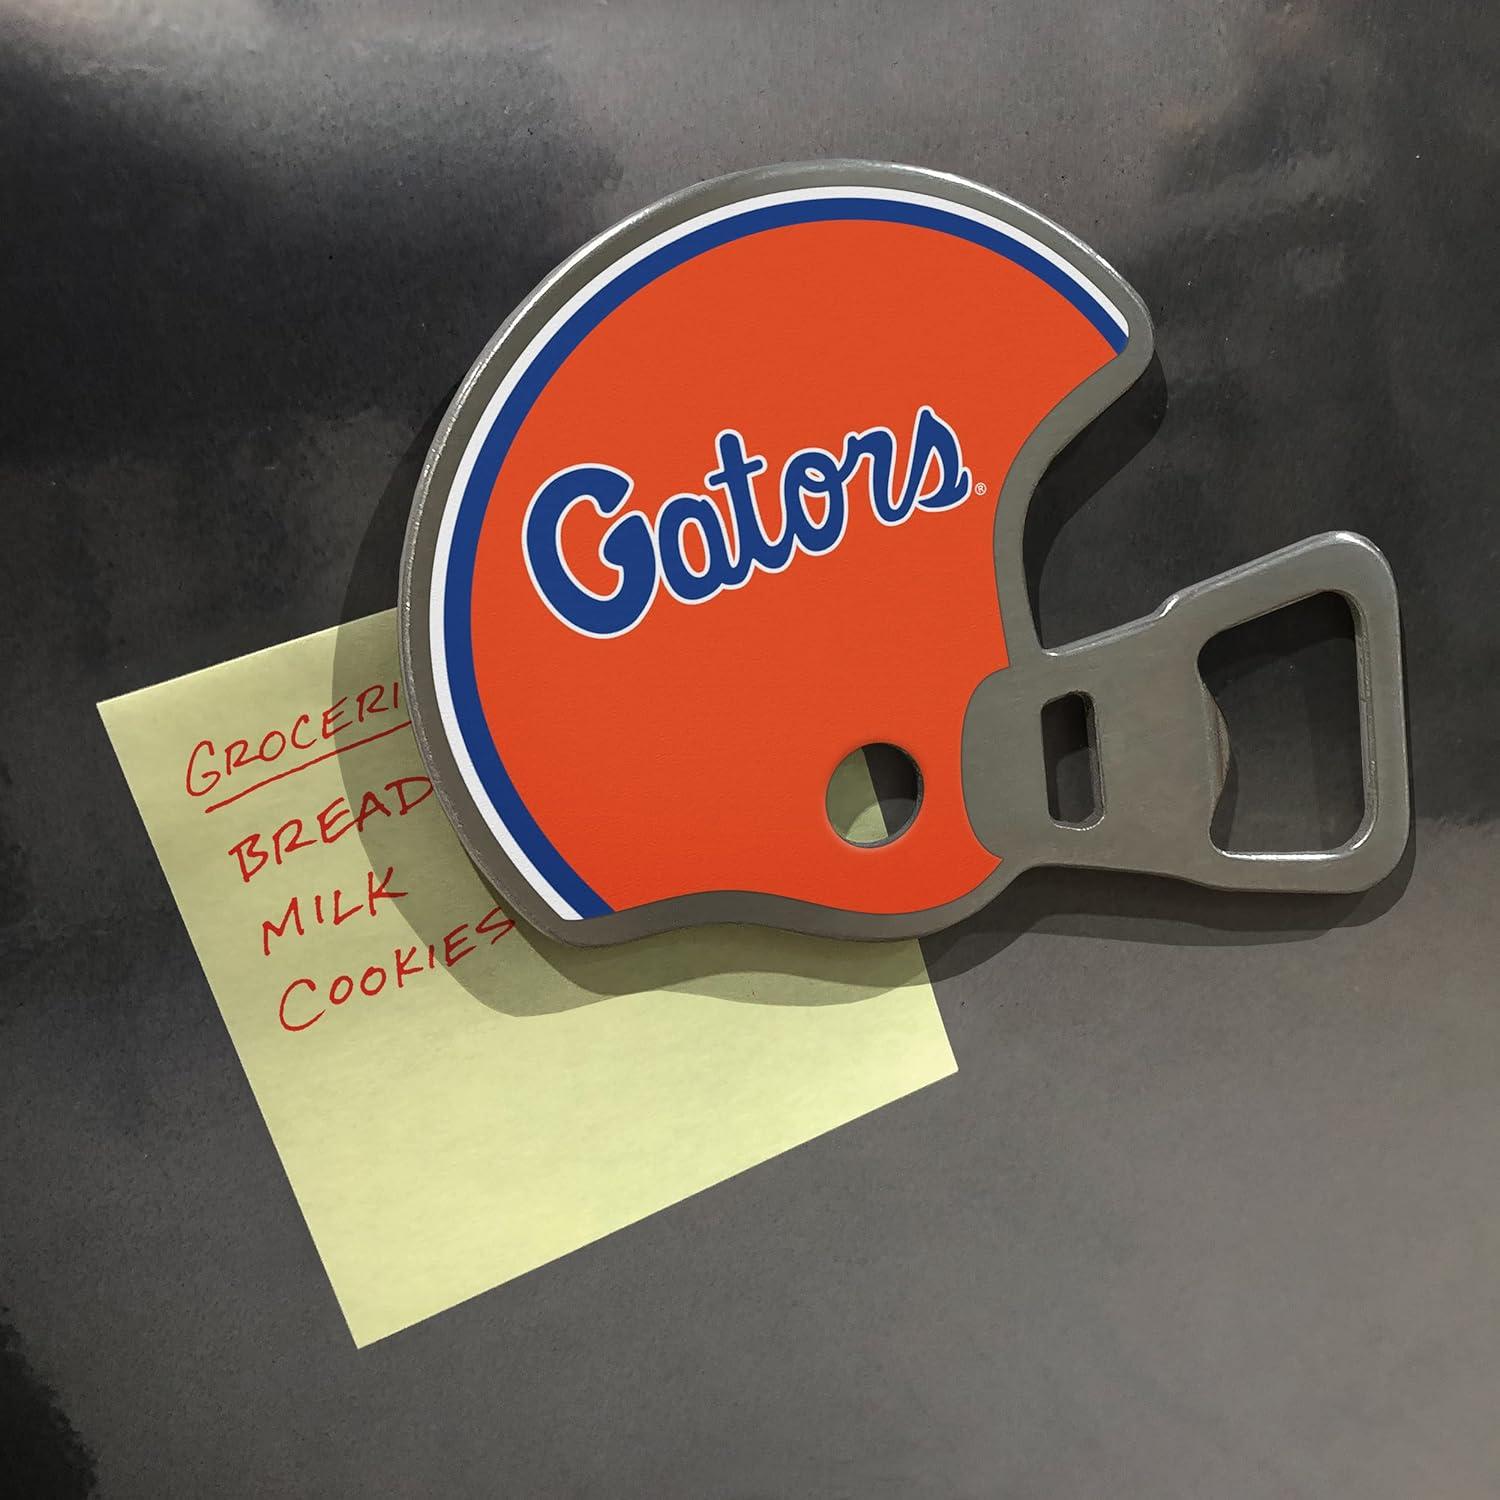 Gators®
GROCERI
BREAD
MILK
COOKIES